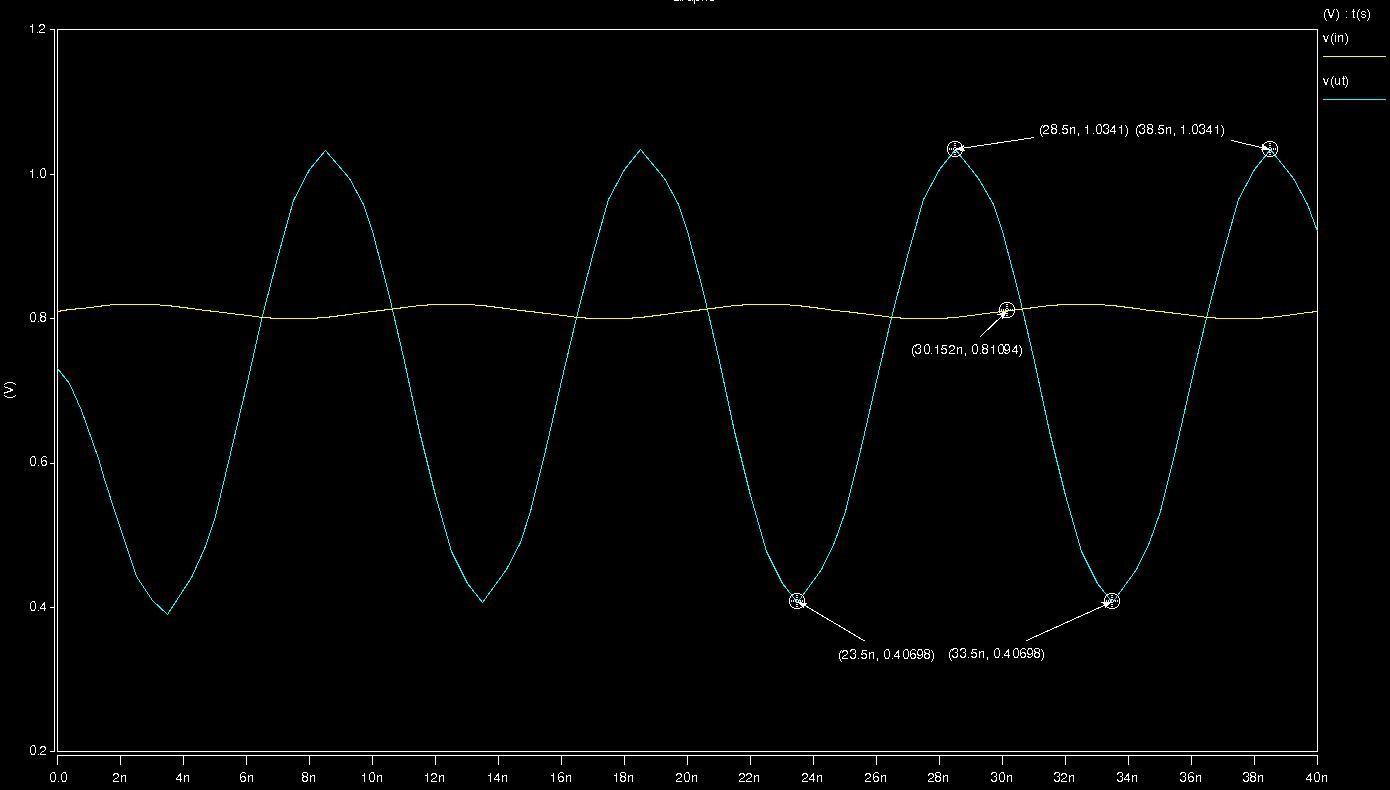 (V) : t(s)
v(in)
v(ut)
1.2
1.0
0.8
0.6
0.4
0.2
(V)
(28.5n, 1.0341) (38.5n, 1.0341)
(30.152n, 0.81094)
(23.5n, 0.40698) (33.5n, 0.40698)
0.0 2n 4n 6n 8n 10n 12n 14n 16n 18n 20n 22n 24n 26n 28n 30n 32n 34n 36n 38n 40n